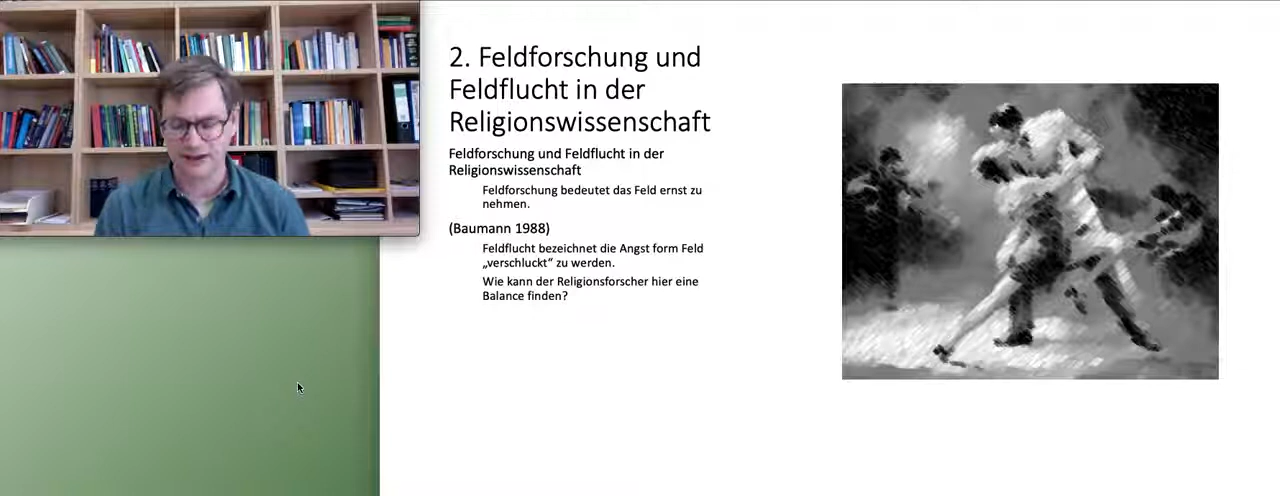 2. Feldforschung und
Feldflucht in der
Religionswissenschaft
Feldforschung und Feldflucht in der
Religionswissenschaft
Feldforschung bedeutet das Feld ernst zu
nehmen.
(Baumann 1988)
Feldflucht bezeichnet die Angst form Feld
„verschluckt“ zu werden.
Wie kann der Religionsforscher hier eine
Balance finden?